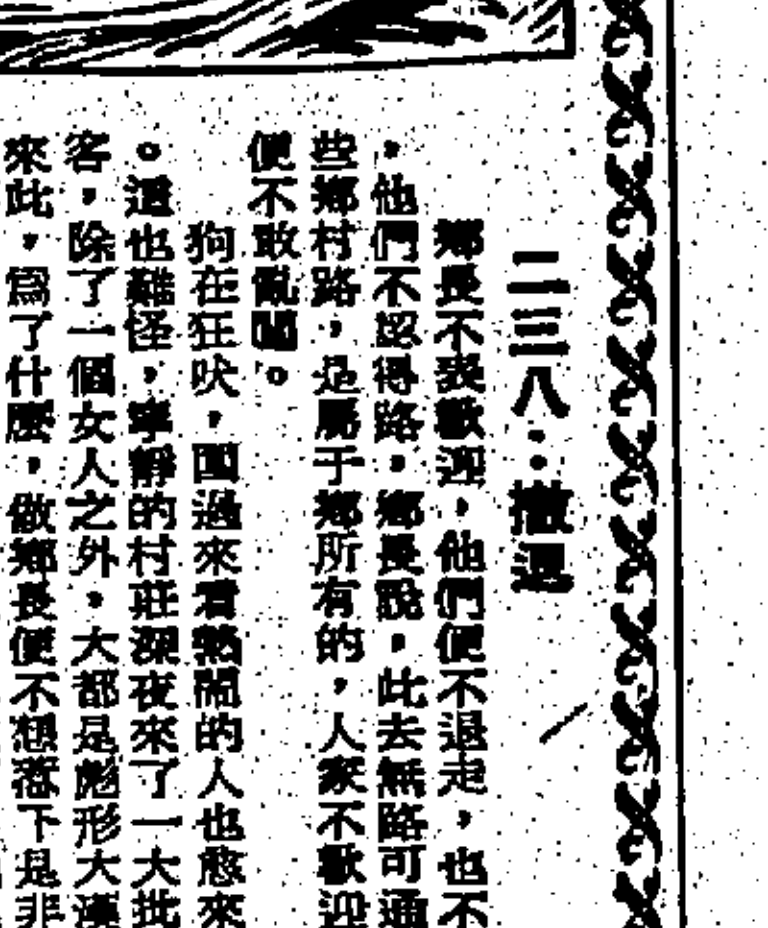 二三八：撤退
鄉長不表歡迎，他們便不退走，也不
，他們不認得路，鄉長說，此去無路可通
些鄉村路，是屬于鄉所有的，人家不歡迎
便不敢亂闖。
狗在狂吠，圍過來看熱鬧的人也愈來
。這也難怪，寧靜的村莊深夜來了一大批
客，除了一個女人之外，大都是彪形大漢
來此，爲了什麼，做鄉長便不想惹下是非